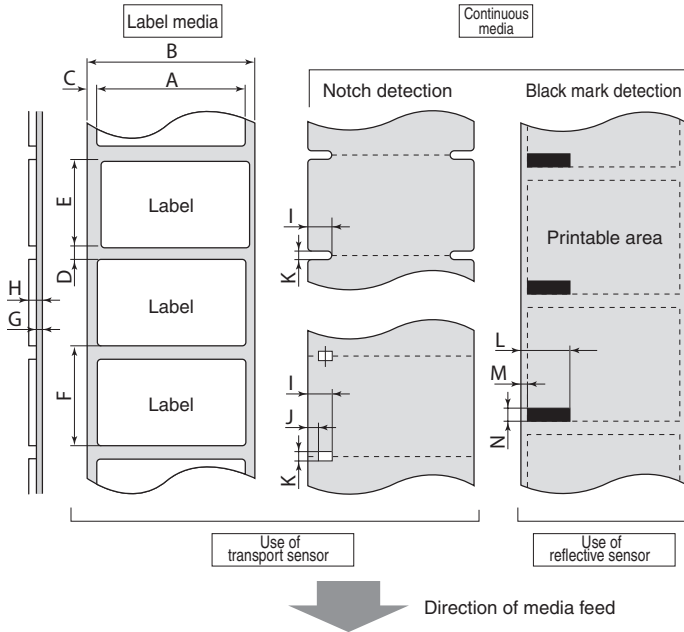 Label media
Continuous
media
B
C
A
Notch detection
Black mark detection
E
Label
I
K
Printable area
D
H
G
Label
L
M
N
F
Label
I
J
K
Use of
transport sensor
Use of
reflective sensor
Direction of media feed